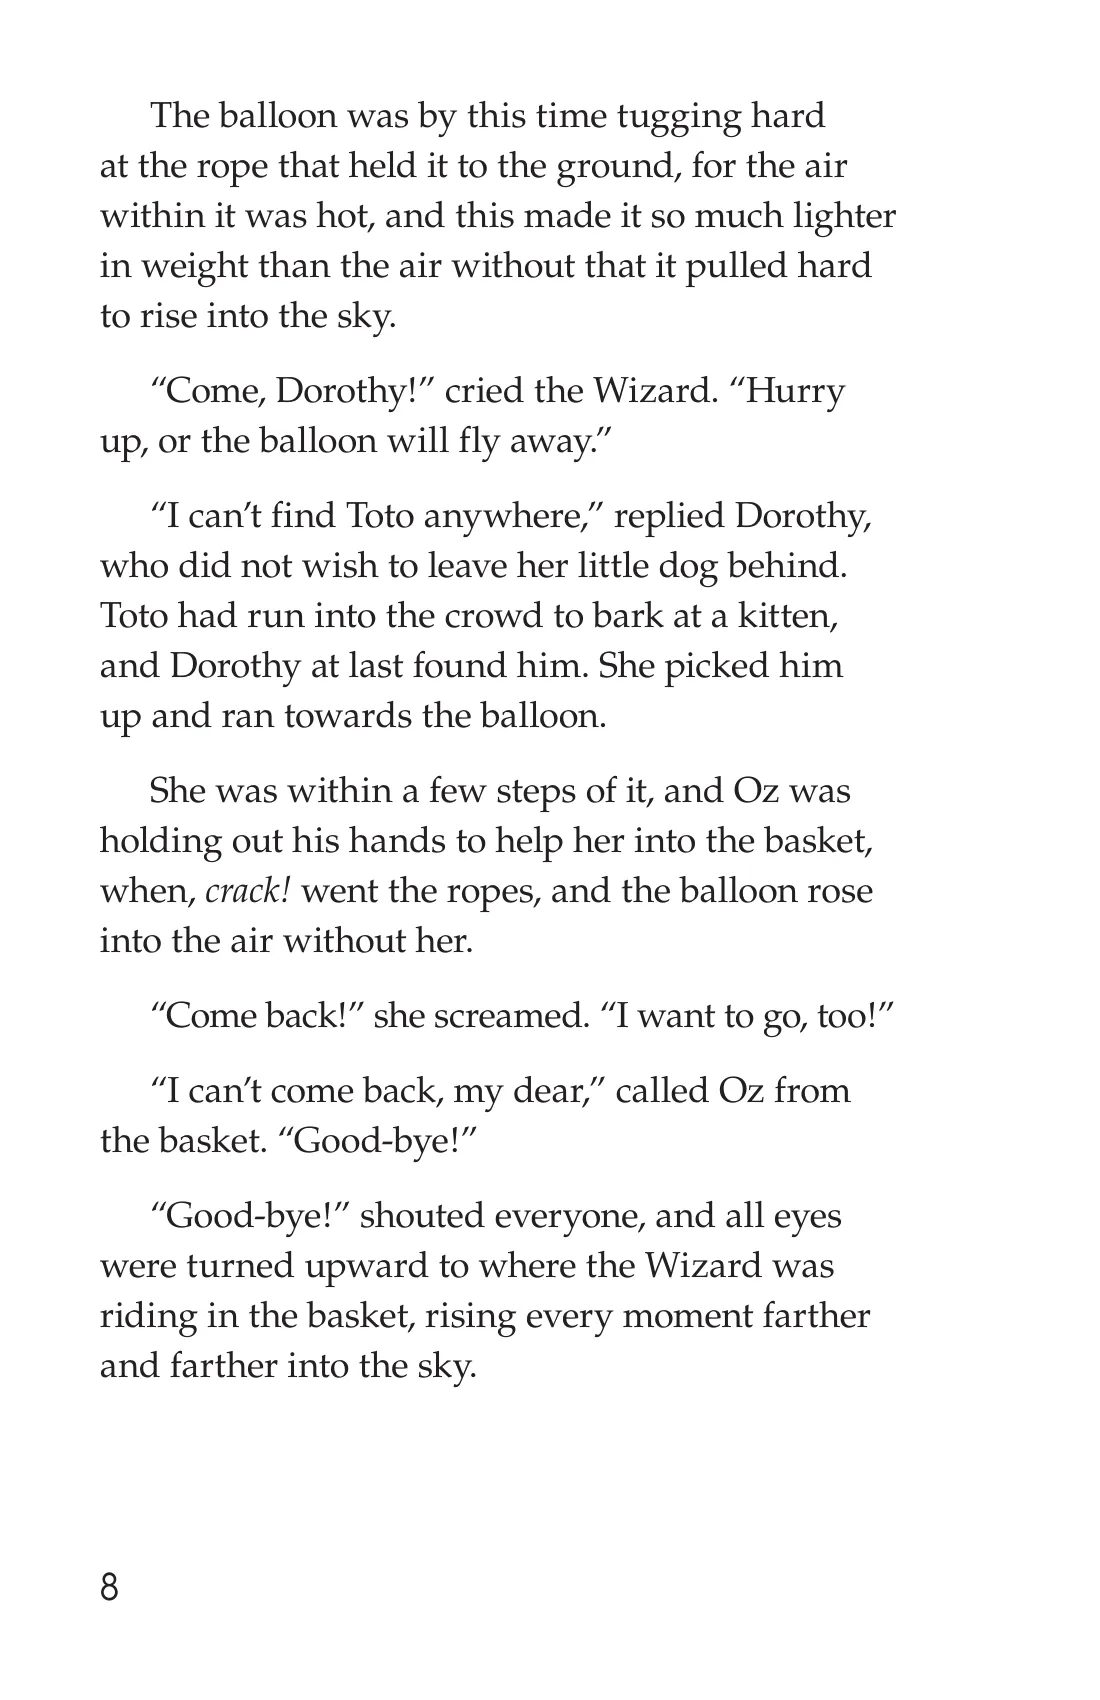 The balloon was by this time tugging hard
at the rope that held it to the ground, for the air
within it was hot, and this made it so much lighter
in weight than the air without that it pulled hard
to rise into the sky.
“Come, Dorothy!” cried the Wizard. “Hurry
up, or the balloon will fly away.”
“I can’t find Toto anywhere,” replied Dorothy,
who did not wish to leave her little dog behind.
Toto had run into the crowd to bark at a kitten,
and Dorothy at last found him. She picked him
up and ran towards the balloon.
She was within a few steps of it, and Oz was
holding out his hands to help her into the basket,
when, crack! went the ropes, and the balloon rose
into the air without her.
“Come back!” she screamed. “I want to go, too!”
“I can’t come back, my dear,” called Oz from
the basket. “Good-bye!”
“Good-bye!” shouted everyone, and all eyes
were turned upward to where the Wizard was
riding in the basket, rising every moment farther
and farther into the sky.
8